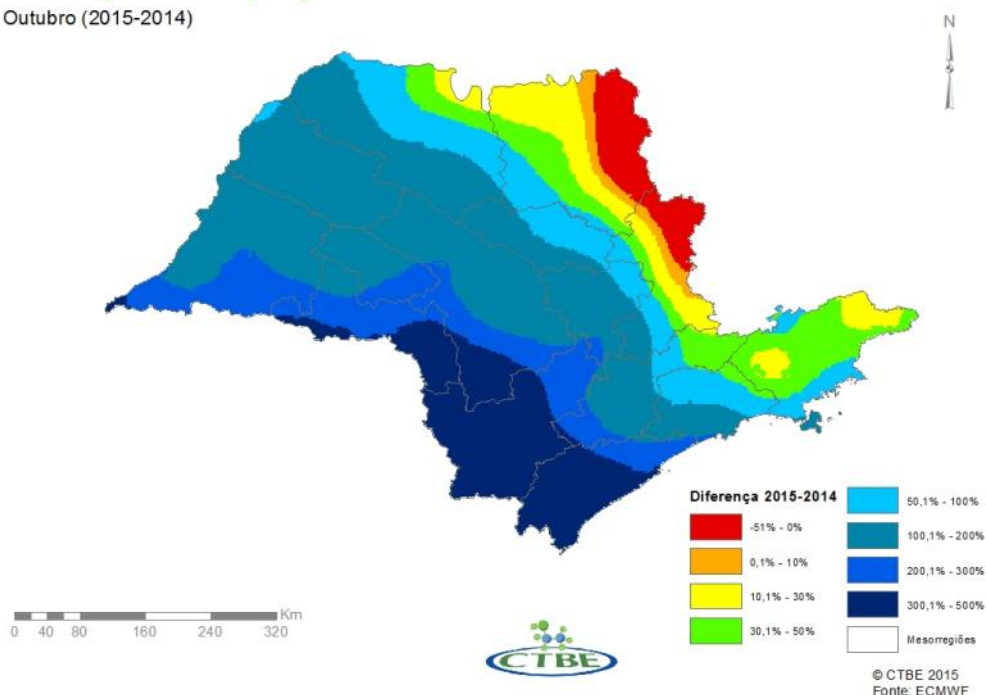 Outubro (2015-2014)
N
Diferença 2015-2014
-51% - 0%
0,1% - 10%
10,1% - 30%
30,1% - 50%
50,1% - 100%
100,1% - 200%
200,1% - 300%
300,1% - 500%
Mesorregiões
Km
0 40 80 160 240 320
CTBE
© CTBE 2015
Fonte: ECMWF